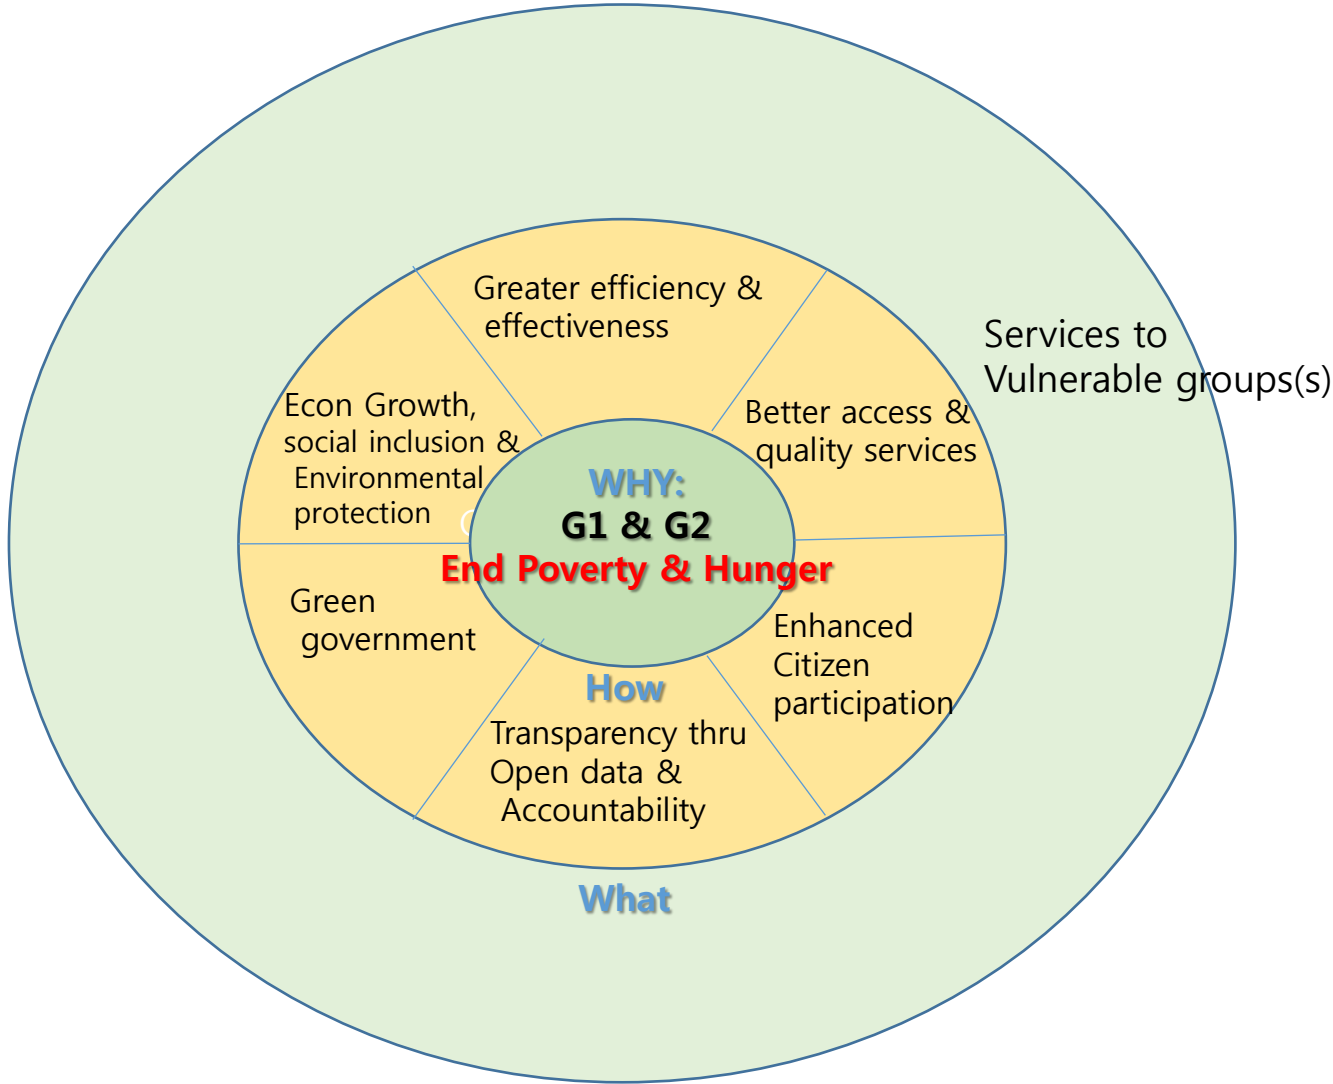 Greater efficiency &
effectiveness
Services to
Vulnerable groups(s)
Econ Growth,
social inclusion &
Environmental
protection
Better access &
quality services
WHY:
G1 & G2
End Poverty & Hunger
Green
government
Enhanced
Citizen
participation
How
Transparency thru
Open data &
Accountability
What